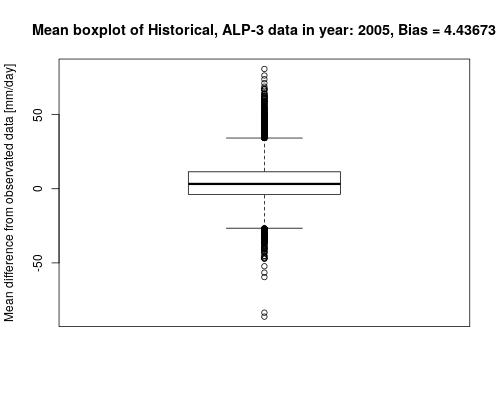 Mean boxplot of Historical, ALP-3 data in year: 2005, Bias = 4.43673
Mean difference from observated data [mm/day]
50
0
-50